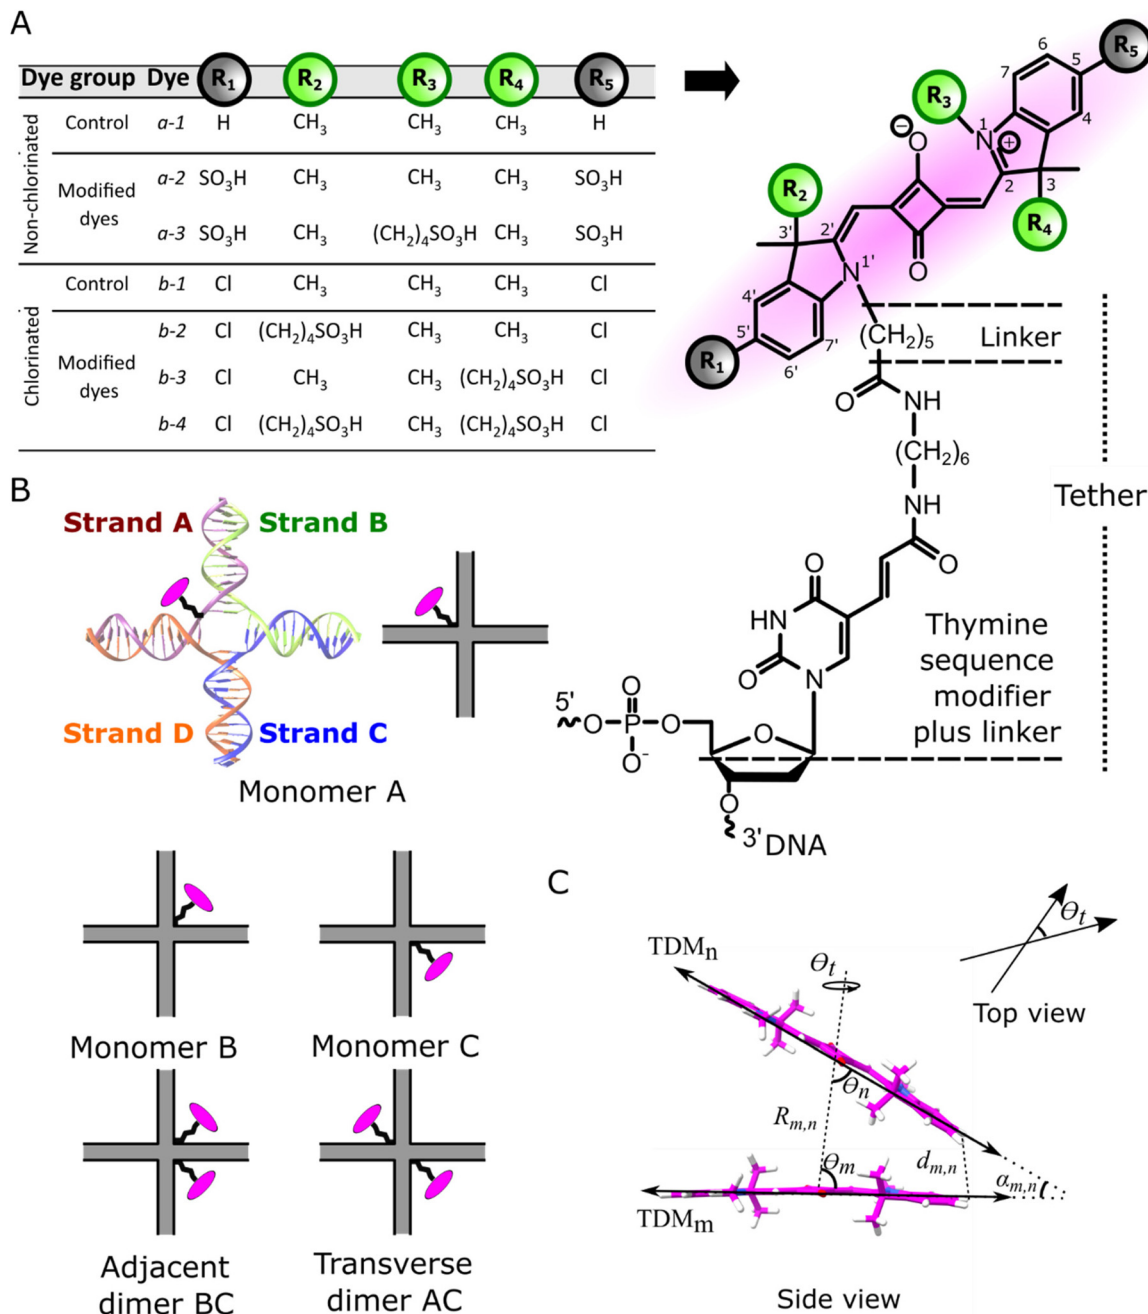 A
Dye group Dye R₁ R₂ R₃ R₄ R₅
Non-chlorinated
Control a-1 H CH₃ CH₃ CH₃ H
Modified dyes
a-2 SO₃H CH₃ CH₃ CH₃ SO₃H
a-3 SO₃H CH₃ (CH₂)₄SO₃H CH₃ SO₃H
Chlorinated
Control b-1 Cl CH₃ CH₃ CH₃ Cl
Modified dyes
b-2 Cl (CH₂)₄SO₃H CH₃ CH₃ Cl
b-3 Cl CH₃ CH₃ (CH₂)₄SO₃H Cl
b-4 Cl (CH₂)₄SO₃H CH₃ (CH₂)₄SO₃H Cl
R₅
6
5
7
R₃
4
1
N
⊕
O
⊖
2
3
R₂
R₄
3'
2'
O
N
1'
4'
5'
7'
6'
R₁
(CH₂)₅
Linker
O
NH
(CH₂)₆
NH
Tether
O
O
HN
O
N
Thymine
sequence
modifier
plus linker
5'
O
O
P
O
O⁻
O
O
3'DNA
B
Strand A Strand B
Strand D Strand C
Monomer A
Monomer B Monomer C
Adjacent
dimer BC
Transverse
dimer AC
C
TDMₙ
Θt
Θt
Top view
Θn
Rm,n
Θm
dm,n
αm,n
TDMₘ
Side view